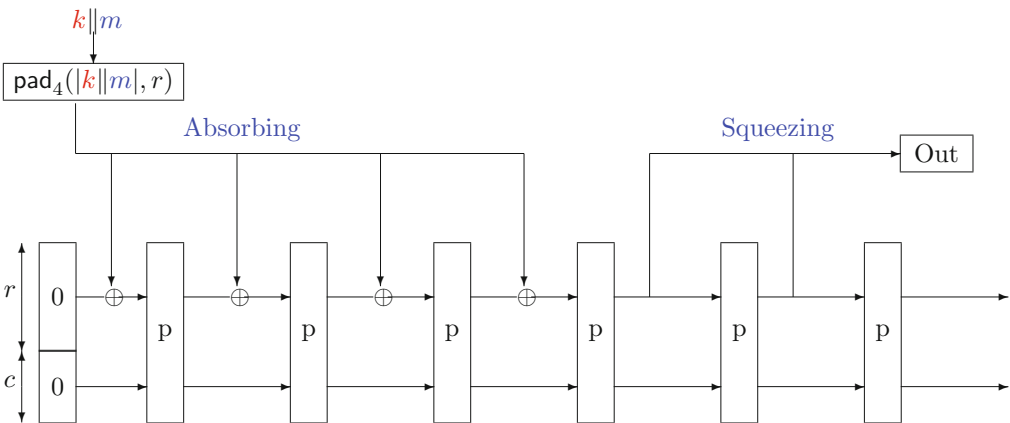 k∥m
pad₄(|k∥m|, r)
Absorbing
Squeezing
Out
r
0
p
p
p
p
p
p
c
0